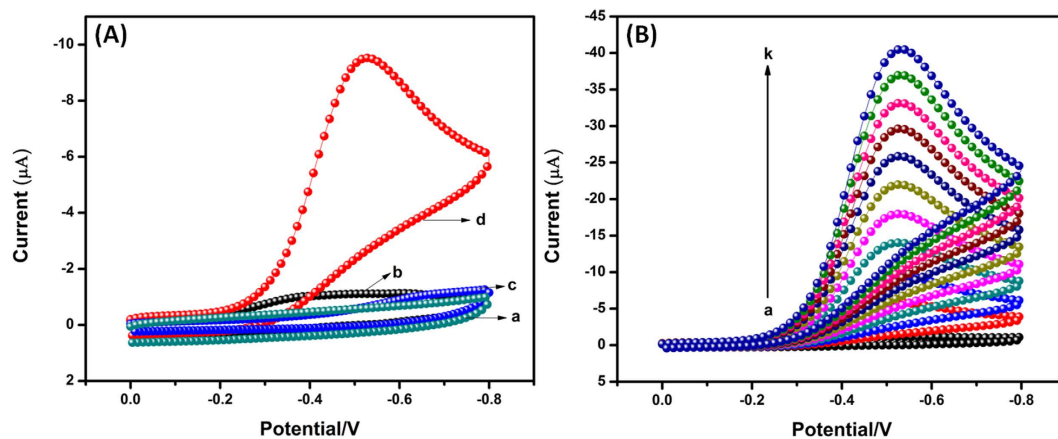 (A)
-10
-8
-6
-4
-2
0
2
0.0
-0.2
-0.4
-0.6
-0.8
Current (μA)
Potential/V
d
b
c
a
(B)
-45
-40
-35
-30
-25
-20
-15
-10
-5
0
5
0.0
-0.2
-0.4
-0.6
-0.8
Current (μA)
Potential/V
k
a